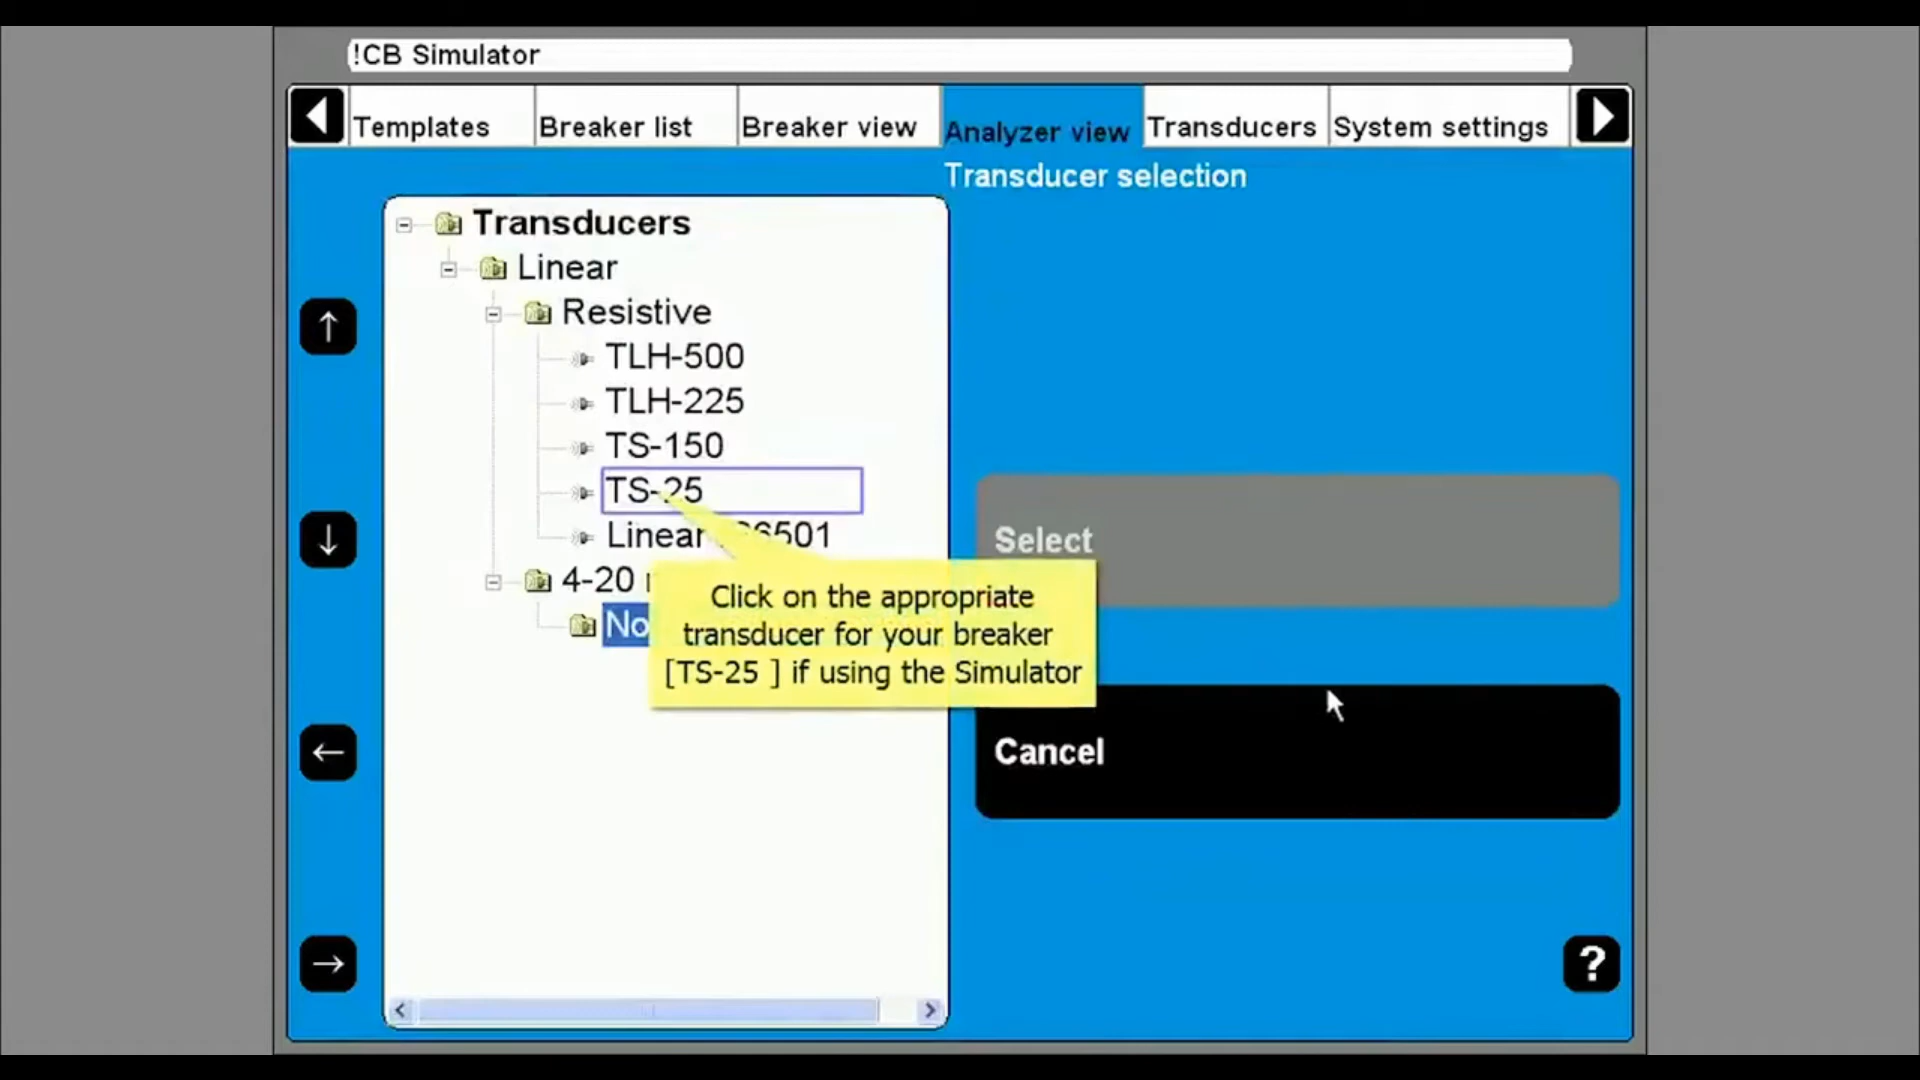 !CB Simulator
Templates
Breaker list
Breaker view
Analyzer view
Transducers
System settings
Transducer selection
Transducers
Linear
Resistive
TLH-500
TLH-225
TS-150
TS-25
Linear 6501
4-20
No
Click on the appropriate
transducer for your breaker
[TS-25 ] if using the Simulator
Select
Cancel
?